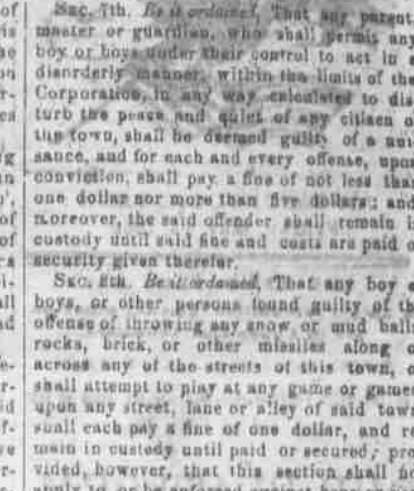 SEC. 7th. Be it ordained, That any parent,
master or guardian, who shall permit any
boy or boys under their control to act in a
disorderly manner, within the limits of the
Corporation, in any way calculated to dis
turb the peace and quiet of any citizen of
the town, shall be deemed guilty of a nui
sance, and for each and every offense, upon
conviction, shall pay a fine of not less than
one dollar nor more than five dollars; and
moreover, the said offender shall remain i
custody until said fine and costs are paid o
security given therefor.
SEC. 8th. Be it ordained, That any boy o
boys, or other persons found guilty of th
offense of throwing any snow or mud balls
rocks, brick, or other missiles along o
across any of the streets of this town, o
shall attempt to play at any game or games
upon any street, lane or alley of said town
shall each pay a fine of one dollar, and re
main in custody until paid or secured; pro
vided, however, that this section shall no